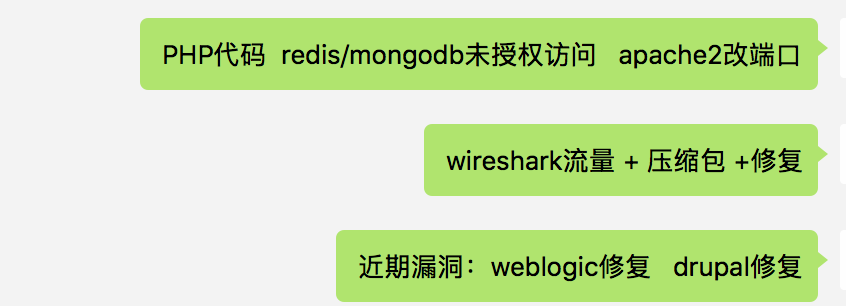 PHP代码  redis/mongodb未授权访问   apache2改端口
wireshark流量 + 压缩包 +修复
近期漏洞：weblogic修复   drupal修复